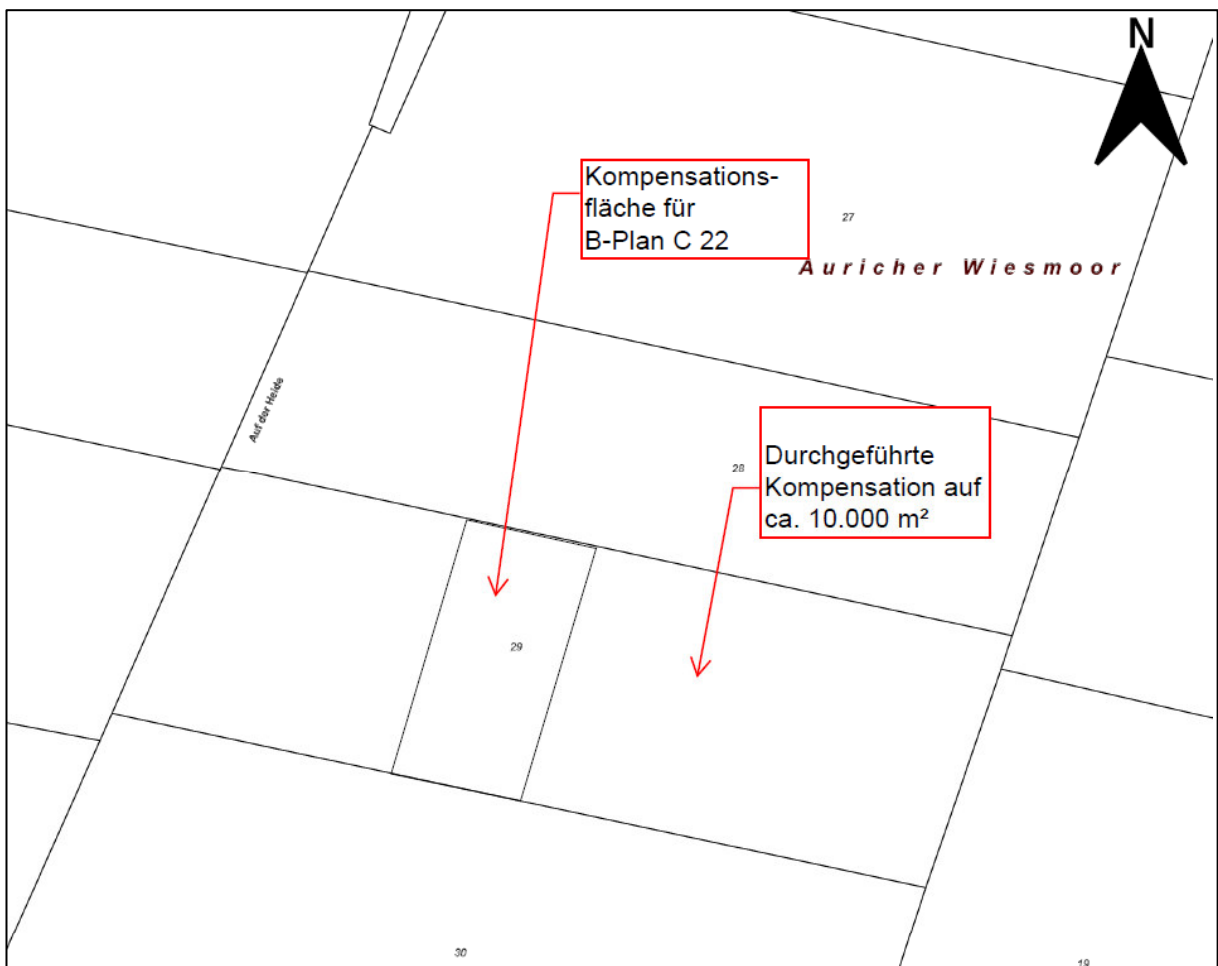 N
Kompensations-
fläche für
B-Plan C 22
27
Auricher Wiesmoor
Auf der Heide
28
Durchgeführte
Kompensation auf
ca. 10.000 m²
29
30
19